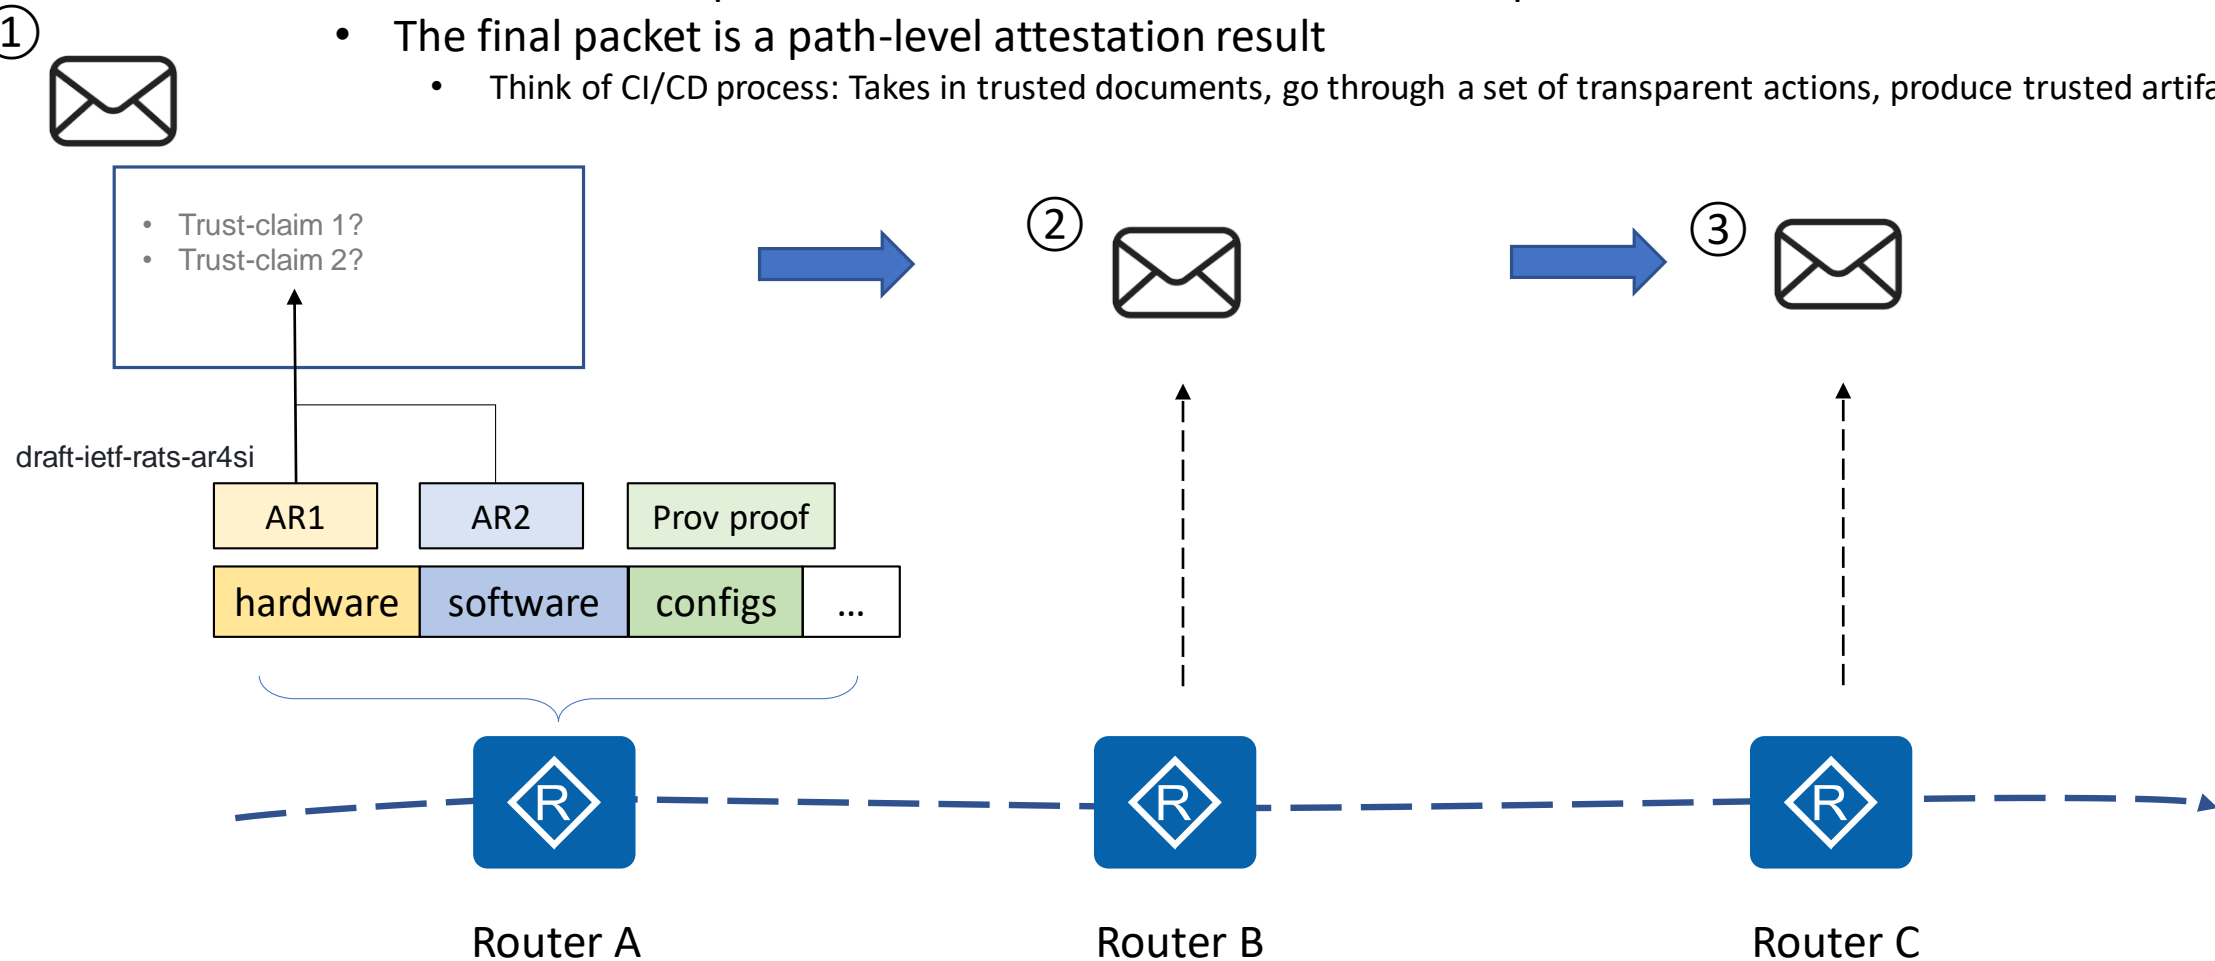 ①
• The final packet is a path-level attestation result
• Think of CI/CD process: Takes in trusted documents, go through a set of transparent actions, produce trusted artifa
• Trust-claim 1?
• Trust-claim 2?
②
③
draft-ietf-rats-ar4si
AR1
AR2
Prov proof
hardware
software
configs
...
R
R
R
Router A
Router B
Router C